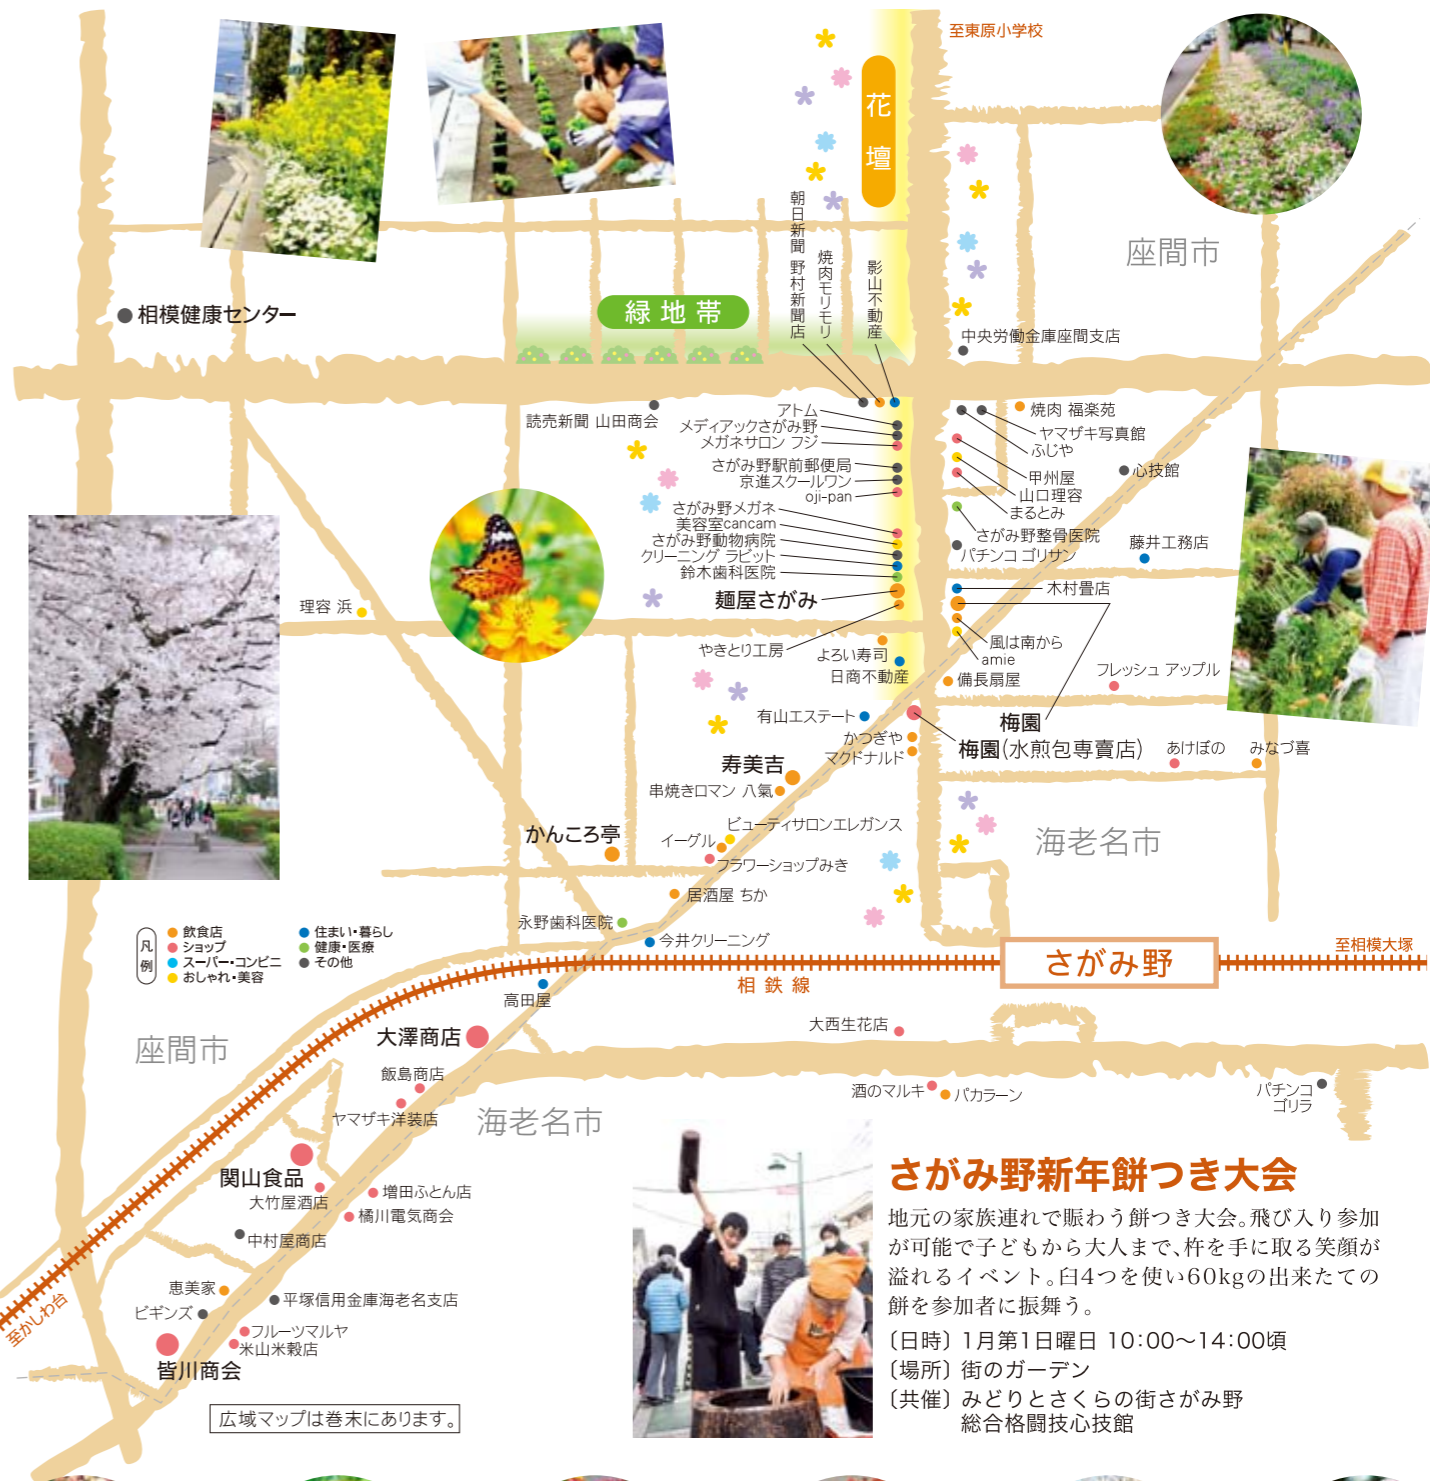 至東原小学校
花壇
座間市
朝日新聞 野村新聞店
焼肉モリモリ
影山不動産
相模健康センター
緑地帯
中央労働金庫座間支店
読売新聞 山田商会
アトム
メディアックさがみ野
メガネサロン フジ
さがみ野駅前郵便局
京進スクールワン
oji-pan
さがみ野メガネ
美容室cancam
さがみ野動物病院
クリーニング ラビット
鈴木歯科医院
麺屋さがみ
やきとり工房
焼肉 福楽苑
ヤマザキ写真館
ふじや
甲州屋
山口理容
まるとみ
心技館
さがみ野整骨医院
パチンコ ゴリサン
藤井工務店
木村畳店
風は南から
amie
備長扇屋
フレッシュ アップル
理容 浜
よろい寿司
日商不動産
有山エステート
かつぎや
マクドナルド
梅園
梅園(水煎包専賣店)
あけぼの
みなづ喜
寿美吉
串焼きロマン 八氣
ビューティサロンエレガンス
かんころ亭
イーグル
フラワーショップみき
海老名市
居酒屋 ちか
永野歯科医院
今井クリーニング
凡例
飲食店
ショップ
スーパー・コンビニ
おしゃれ・美容
住まい・暮らし
健康・医療
その他
さがみ野
至相模大塚
相鉄線
高田屋
大西生花店
座間市
大澤商店
飯島商店
ヤマザキ洋装店
海老名市
酒のマルキ
パカラーン
パチンコ
ゴリラ
関山食品
大竹屋酒店
増田ふとん店
橘川電気商会
中村屋商店
恵美家
ビギンズ
平塚信用金庫海老名支店
フルーツマルヤ
米山米穀店
至かしわ台
皆川商会
広域マップは巻末にあります。
さがみ野新年餅つき大会
地元の家族連れで賑わう餅つき大会。飛び入り参加
が可能で子どもから大人まで、杵を手に取る笑顔が
溢れるイベント。臼4つを使い60kgの出来たての
餅を参加者に振舞う。
〔日時〕 1月第1日曜日 10:00～14:00頃
〔場所〕 街のガーデン
〔共催〕 みどりとさくらの街さがみ野
総合格闘技心技館